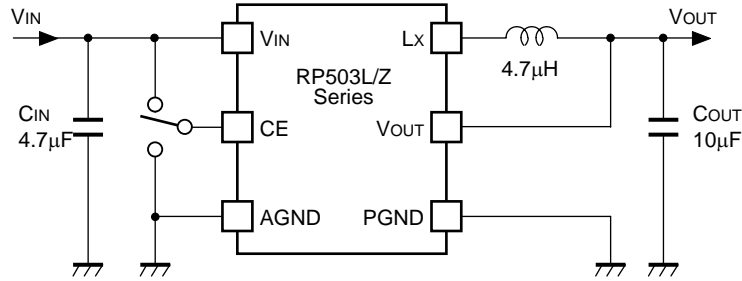 VIN
VOUT
VIN
LX
RP503L/Z
Series
4.7μH
CIN
4.7μF
CE
VOUT
COUT
10μF
AGND
PGND